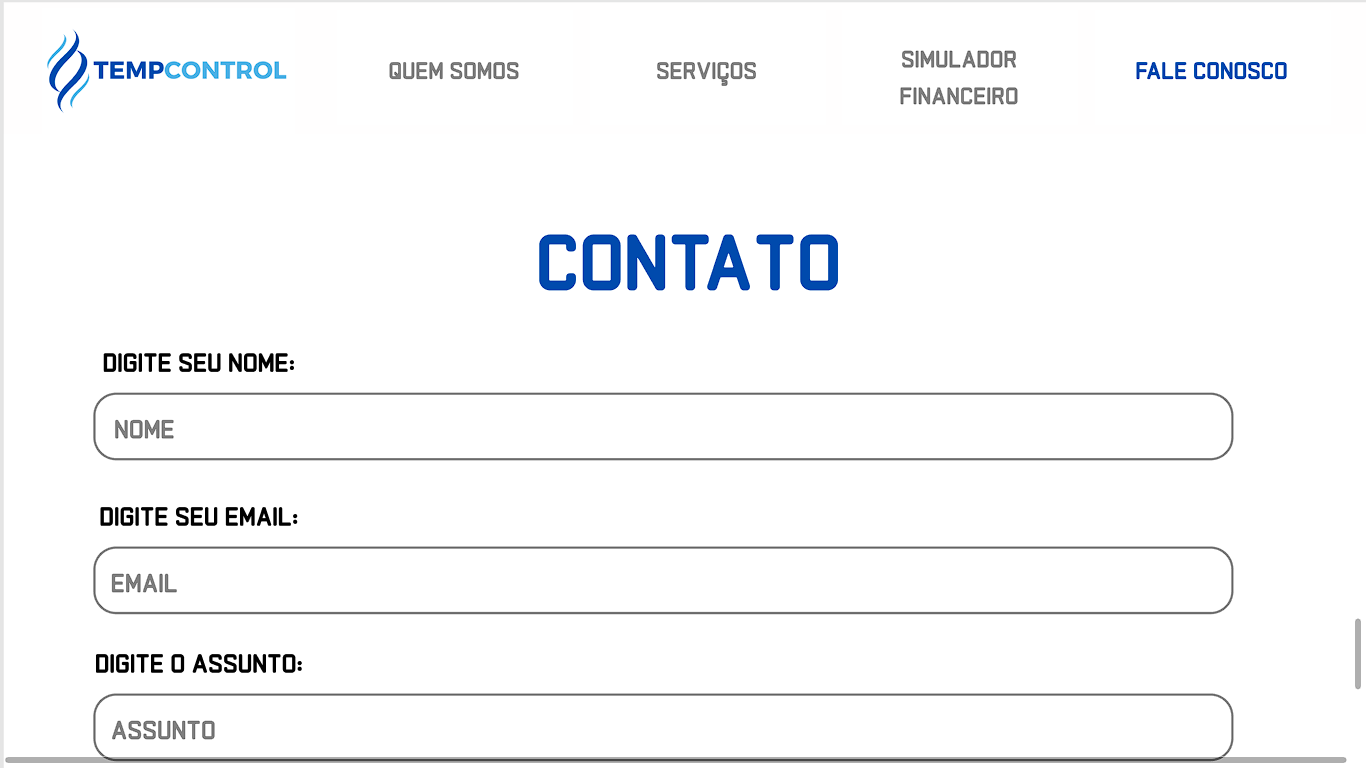 TEMPCONTROL
QUEM SOMOS
SERVIÇOS
SIMULADOR
FINANCEIRO
FALE CONOSCO
CONTATO
DIGITE SEU NOME:
NOME
DIGITE SEU EMAIL:
EMAIL
DIGITE O ASSUNTO:
ASSUNTO